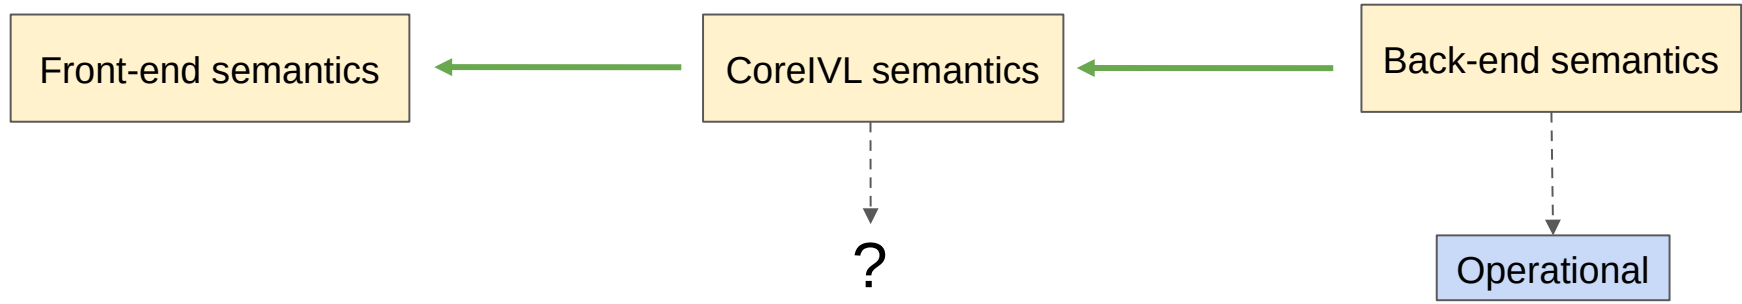 Front-end semantics
CoreIVL semantics
Back-end semantics
?
Operational